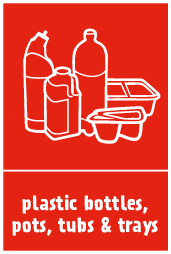 plastic bottles,
pots, tubs & trays